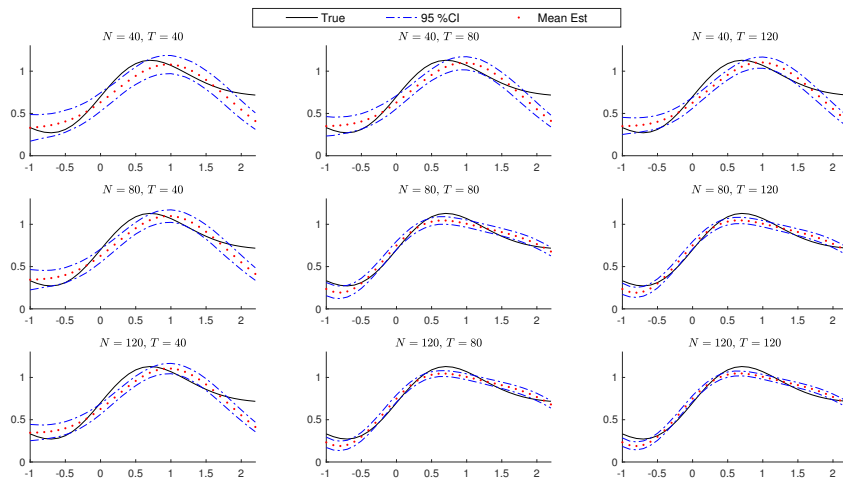 True 95 %CI Mean Est
N = 40, T = 40 N = 40, T = 80 N = 40, T = 120
1 1 1
0.5 0.5 0.5
0 0 0
-1 -0.5 0 0.5 1 1.5 2 -1 -0.5 0 0.5 1 1.5 2 -1 -0.5 0 0.5 1 1.5 2
N = 80, T = 40 N = 80, T = 80 N = 80, T = 120
1 1 1
0.5 0.5 0.5
0 0 0
-1 -0.5 0 0.5 1 1.5 2 -1 -0.5 0 0.5 1 1.5 2 -1 -0.5 0 0.5 1 1.5 2
N = 120, T = 40 N = 120, T = 80 N = 120, T = 120
1 1 1
0.5 0.5 0.5
0 0 0
-1 -0.5 0 0.5 1 1.5 2 -1 -0.5 0 0.5 1 1.5 2 -1 -0.5 0 0.5 1 1.5 2